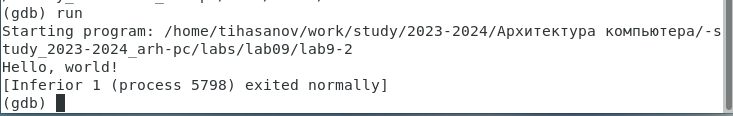 (gdb) run
Starting program: /home/tihasanov/work/study/2023-2024/Архитектура компьютера/-s
tudy_2023-2024_arh-pc/labs/lab09/lab9-2
Hello, world!
[Inferior 1 (process 5798) exited normally]
(gdb)